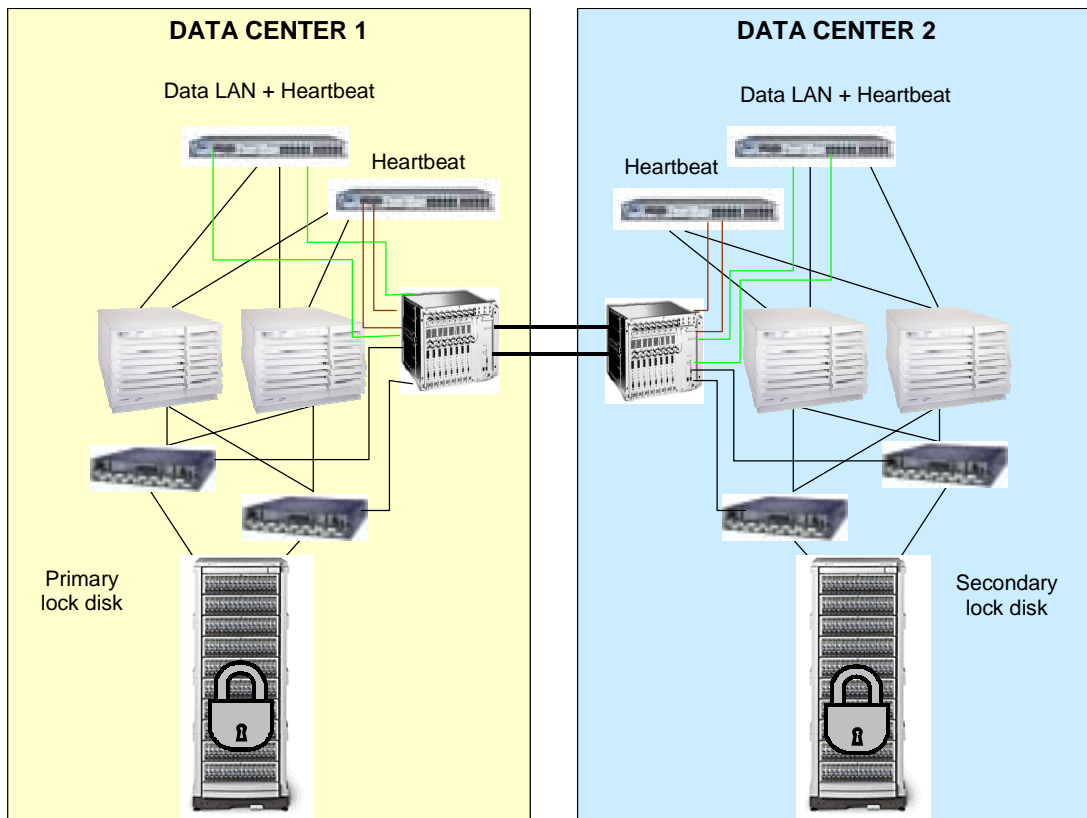 DATA CENTER 1
Data LAN + Heartbeat
Heartbeat
Primary
lock disk
DATA CENTER 2
Data LAN + Heartbeat
Heartbeat
Secondary
lock disk